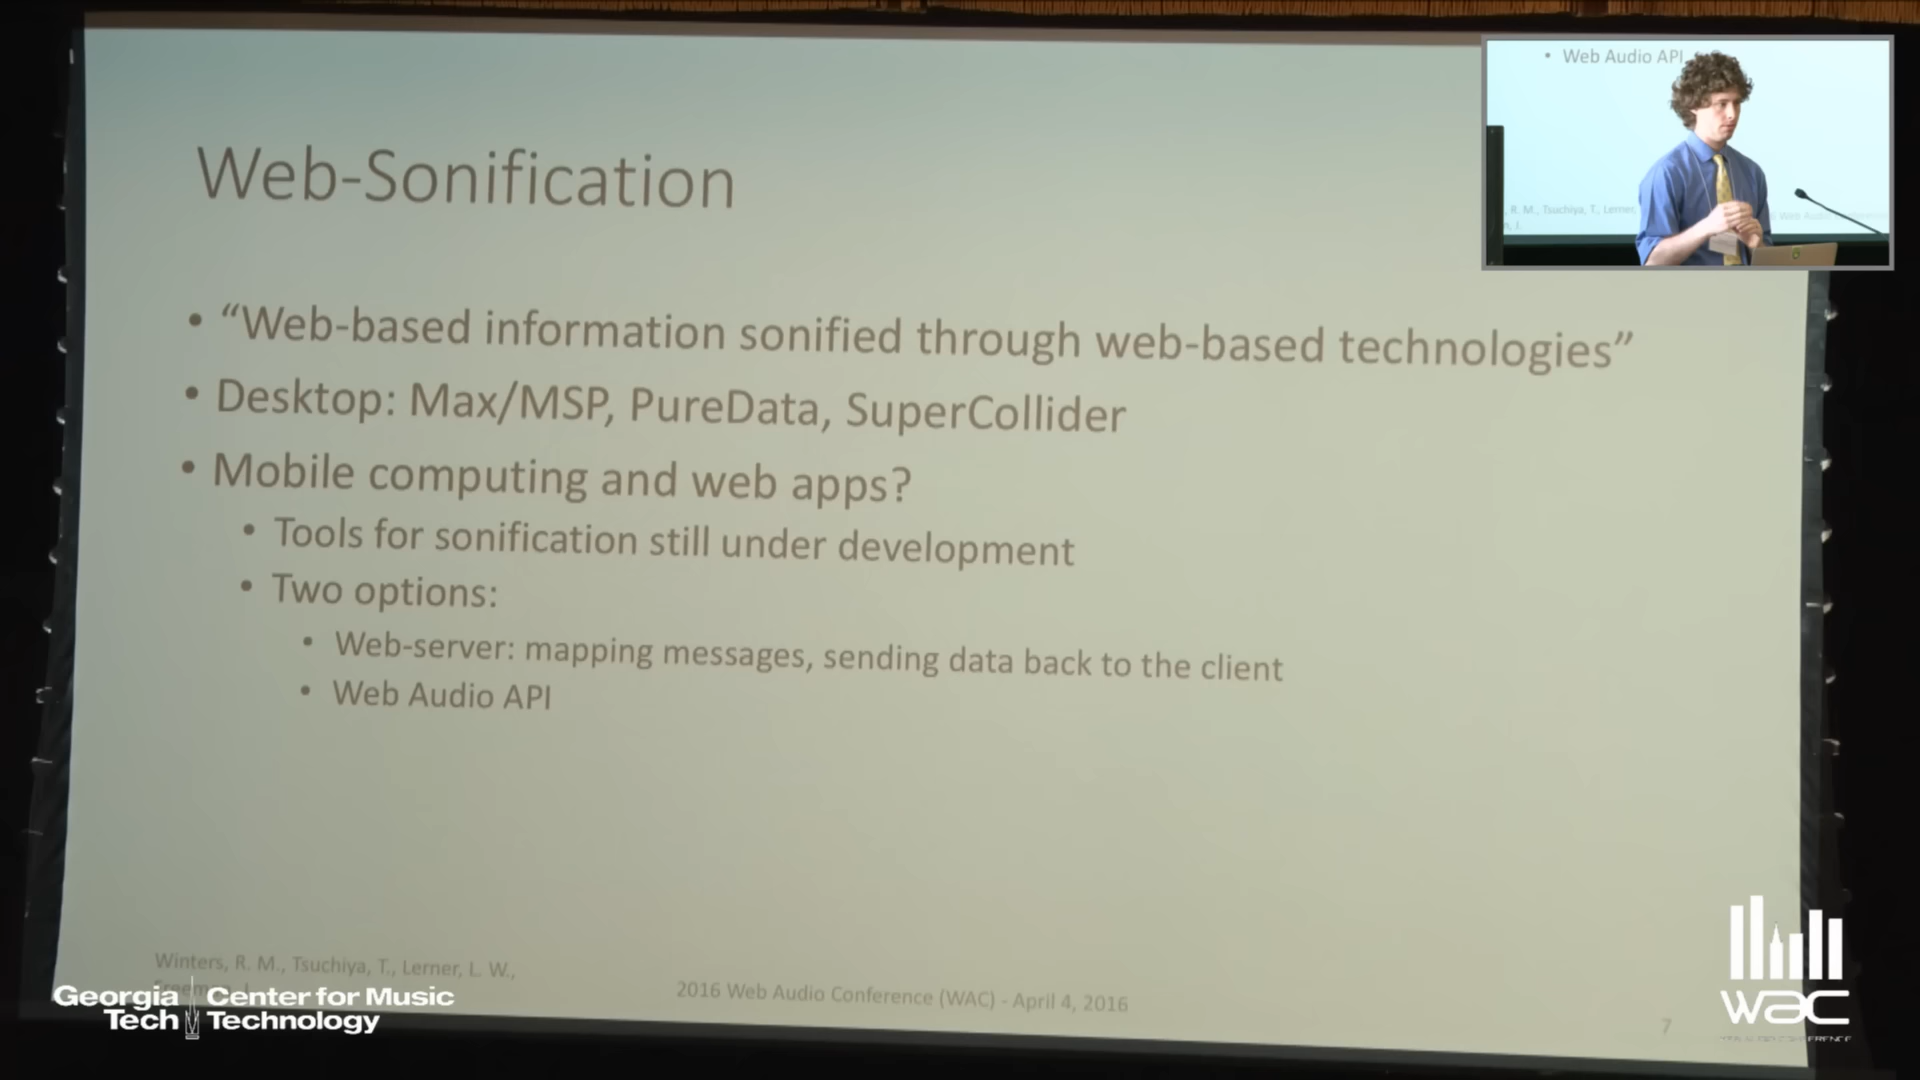 Web-Sonification
• “Web-based information sonified through web-based technologies”
• Desktop: Max/MSP, PureData, SuperCollider
• Mobile computing and web apps?
• Tools for sonification still under development
• Two options:
• Web-server: mapping messages, sending data back to the client
• Web Audio API
• Web Audio API
R. M., Tsuchiya, T., Lerner,
Winters, R. M., Tsuchiya, T., Lerner, L. W.,
2016 Web Audio Conference (WAC) - April 4, 2016
7
Georgia Tech
Center for Music Technology
wac